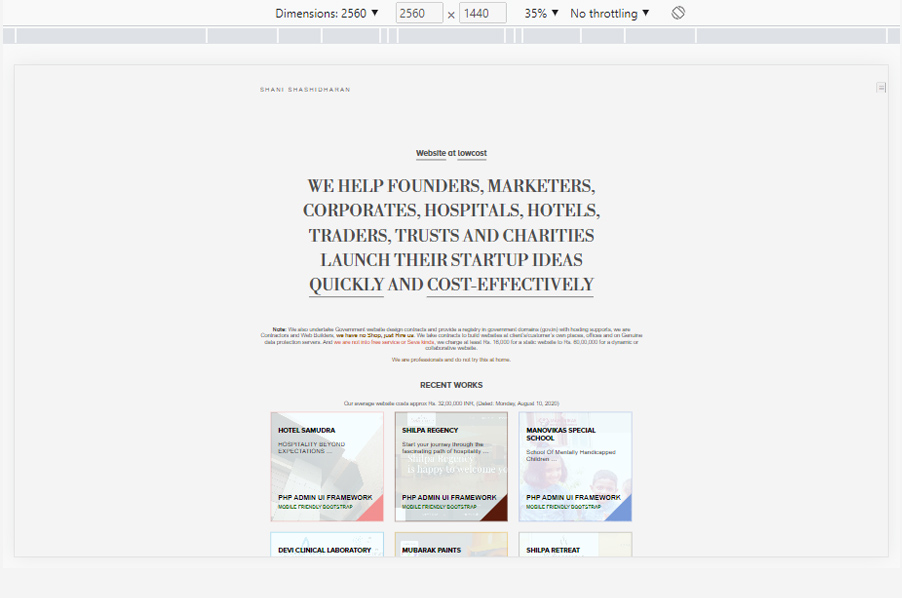 Dimensions: 2560 ▼ 2560 × 1440 35% ▼ No throttling ▼
SHANI SHASHIDHARAN
Website at lowcost
WE HELP FOUNDERS, MARKETERS,
CORPORATES, HOSPITALS, HOTELS,
TRADERS, TRUSTS AND CHARITIES
LAUNCH THEIR STARTUP IDEAS
QUICKLY AND COST-EFFECTIVELY
Note: We also undertake Government website design contracts and provide a registry in government domains (gov.in) with hosting supports, we are
Contractors and Web Builders, we have no Shop, just Hire us. We take contracts to build websites at client's/customer's own places, offices and on Genuine
data protection servers. And we are not into free service or Seva kinda, we charge at least Rs. 18,000 for a static website to Rs. 60,00,000 for a dynamic or
collaborative website.
We are professionals and do not try this at home.
RECENT WORKS
Our average website costs approx Rs. 32,00,000 INR, (Dated: Monday, August 10, 2020)
HOTEL SAMUDRA
HOSPITALITY BEYOND
EXPECTATIONS ...
PHP ADMIN UI FRAMEWORK
MOBILE FRIENDLY BOOTSTRAP
SHILPA REGENCY
Start your journey through the
fascinating path of hospitality ....
Shilpa Regency
is happy to welcome yo
PHP ADMIN UI FRAMEWORK
MOBILE FRIENDLY BOOTSTRAP
MANOVIKAS SPECIAL
SCHOOL
School Of Mentally Handicapped
Children ...
PHP ADMIN UI FRAMEWORK
MOBILE FRIENDLY BOOTSTRAP
DEVI CLINICAL LABORATORY
MUBARAK PAINTS
SHILPA RETREAT